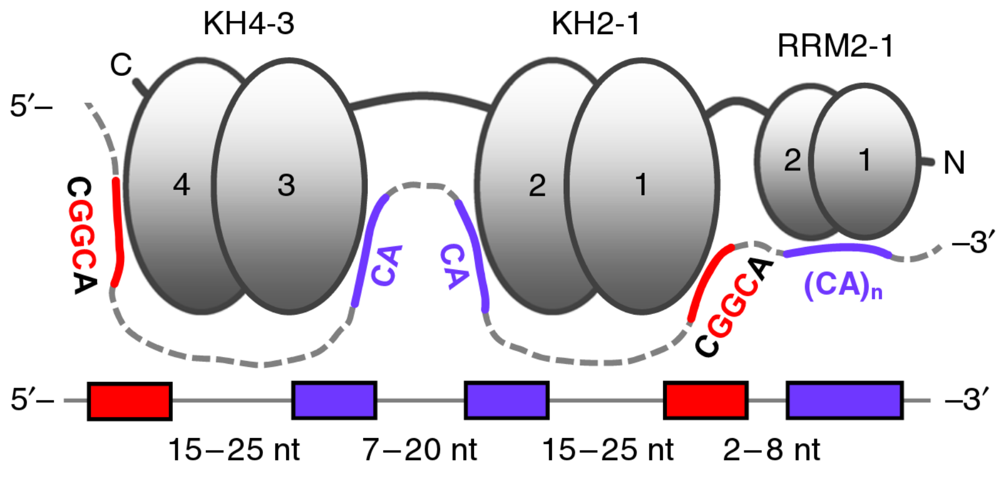 KH4-3
KH2-1
RRM2-1
C
5′–
4
3
2
1
2
1
N
–3′
CGGCA
CA
CA
CGGCA
(CA)n
5′–
–3′
15–25 nt
7–20 nt
15–25 nt
2–8 nt